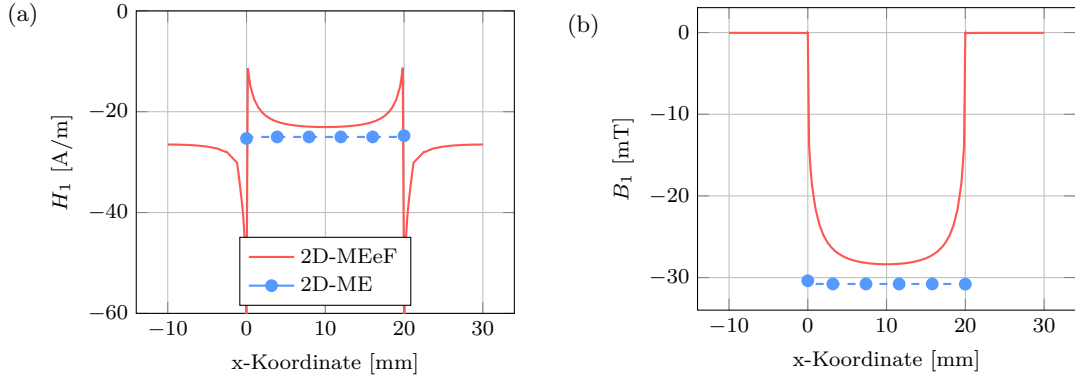 (a)
0
−20
−40
−60
H₁ [A/m]
−10 0 10 20 30
x-Koordinate [mm]
2D-MEeF
2D-ME
(b)
0
−10
−20
−30
B₁ [mT]
−10 0 10 20 30
x-Koordinate [mm]